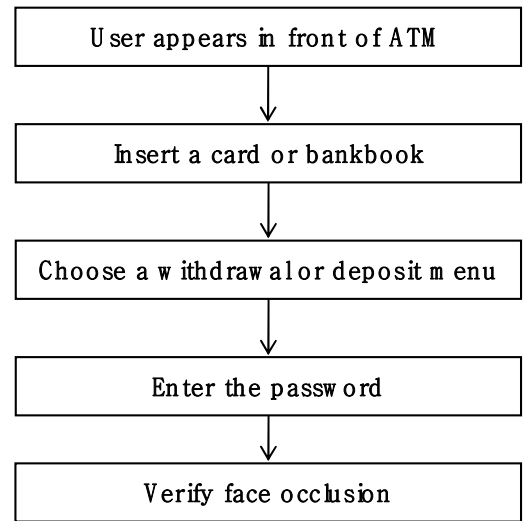 User appears in front of ATM
Insert a card or bankbook
Choose a withdrawal or deposit menu
Enter the password
Verify face occlusion